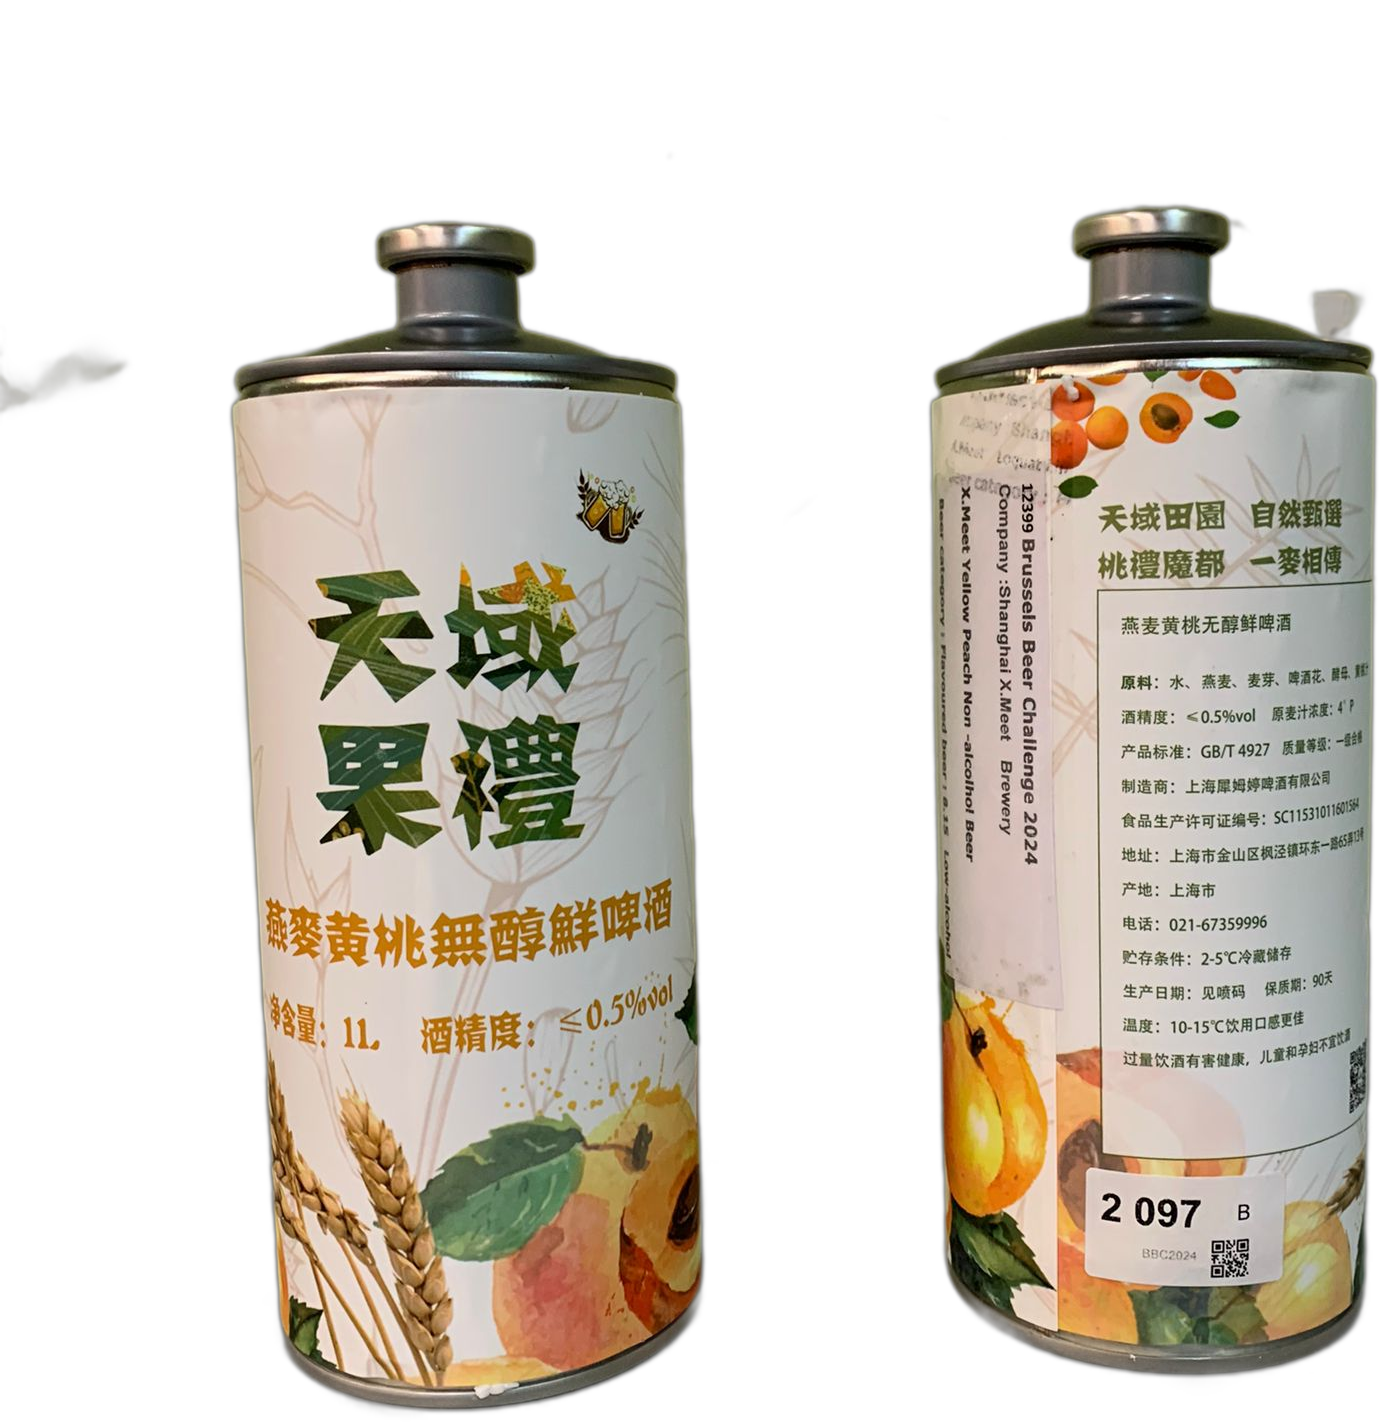 天域
果禮
燕麥黄桃無醇鮮啤酒
净含量：1L 酒精度：≤0.5%vol
12399 Brussels Beer Challenge 2024
Company :Shanghai X.Meet Brewery
X.Meet Yellow Peach Non -alcolhol Beer
Beer category : Flavoured beer : 8.15 Low-alcohol
天域田園 自然甄選
桃禮魔都 一麥相傳
燕麦黄桃无醇鲜啤酒
原料：水、燕麦、麦芽、啤酒花、酵母、
酒精度：≤0.5%vol 原麦汁浓度：4°P
产品标准：GB/T 4927 质量等级：一级合格
制造商：上海犀姆婷啤酒有限公司
食品生产许可证编号：SC11531011601564
地址：上海市金山区枫泾镇环东一路65弄13号
产地：上海市
电话：021-67359996
贮存条件：2-5℃冷藏储存
生产日期：见喷码 保质期：90天
温度：10-15℃饮用口感更佳
过量饮酒有害健康，儿童和孕妇不宜饮酒
2 097 B
BBC2024